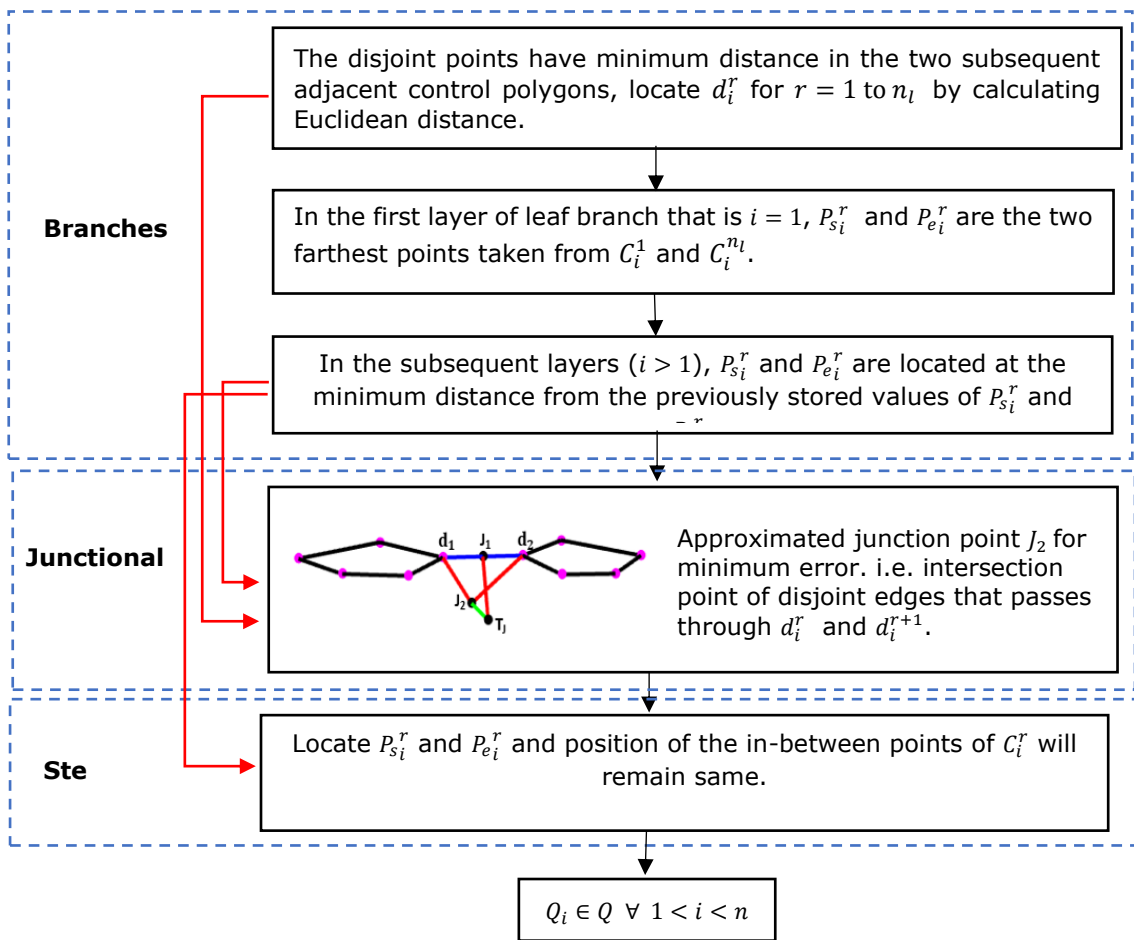 The disjoint points have minimum distance in the two subsequent
adjacent control polygons, locate $d_i^r$ for $r = 1$ to $n_l$ by calculating
Euclidean distance.
Branches
In the first layer of leaf branch that is $i = 1$, $P_{s_i}^r$ and $P_{e_i}^r$ are the two
farthest points taken from $C_i^1$ and $C_i^{n_l}$.
In the subsequent layers ($i > 1$), $P_{s_i}^r$ and $P_{e_i}^r$ are located at the
minimum distance from the previously stored values of $P_{s_i}^r$ and
Junctional
d₁
J₁
d₂
J₂
T_J
Approximated junction point $J_2$ for
minimum error. i.e. intersection
point of disjoint edges that passes
through $d_i^r$ and $d_i^{r+1}$.
Ste
Locate $P_{s_i}^r$ and $P_{e_i}^r$ and position of the in-between points of $C_i^r$ will
remain same.
$Q_i \in Q \ \forall \ 1 < i < n$